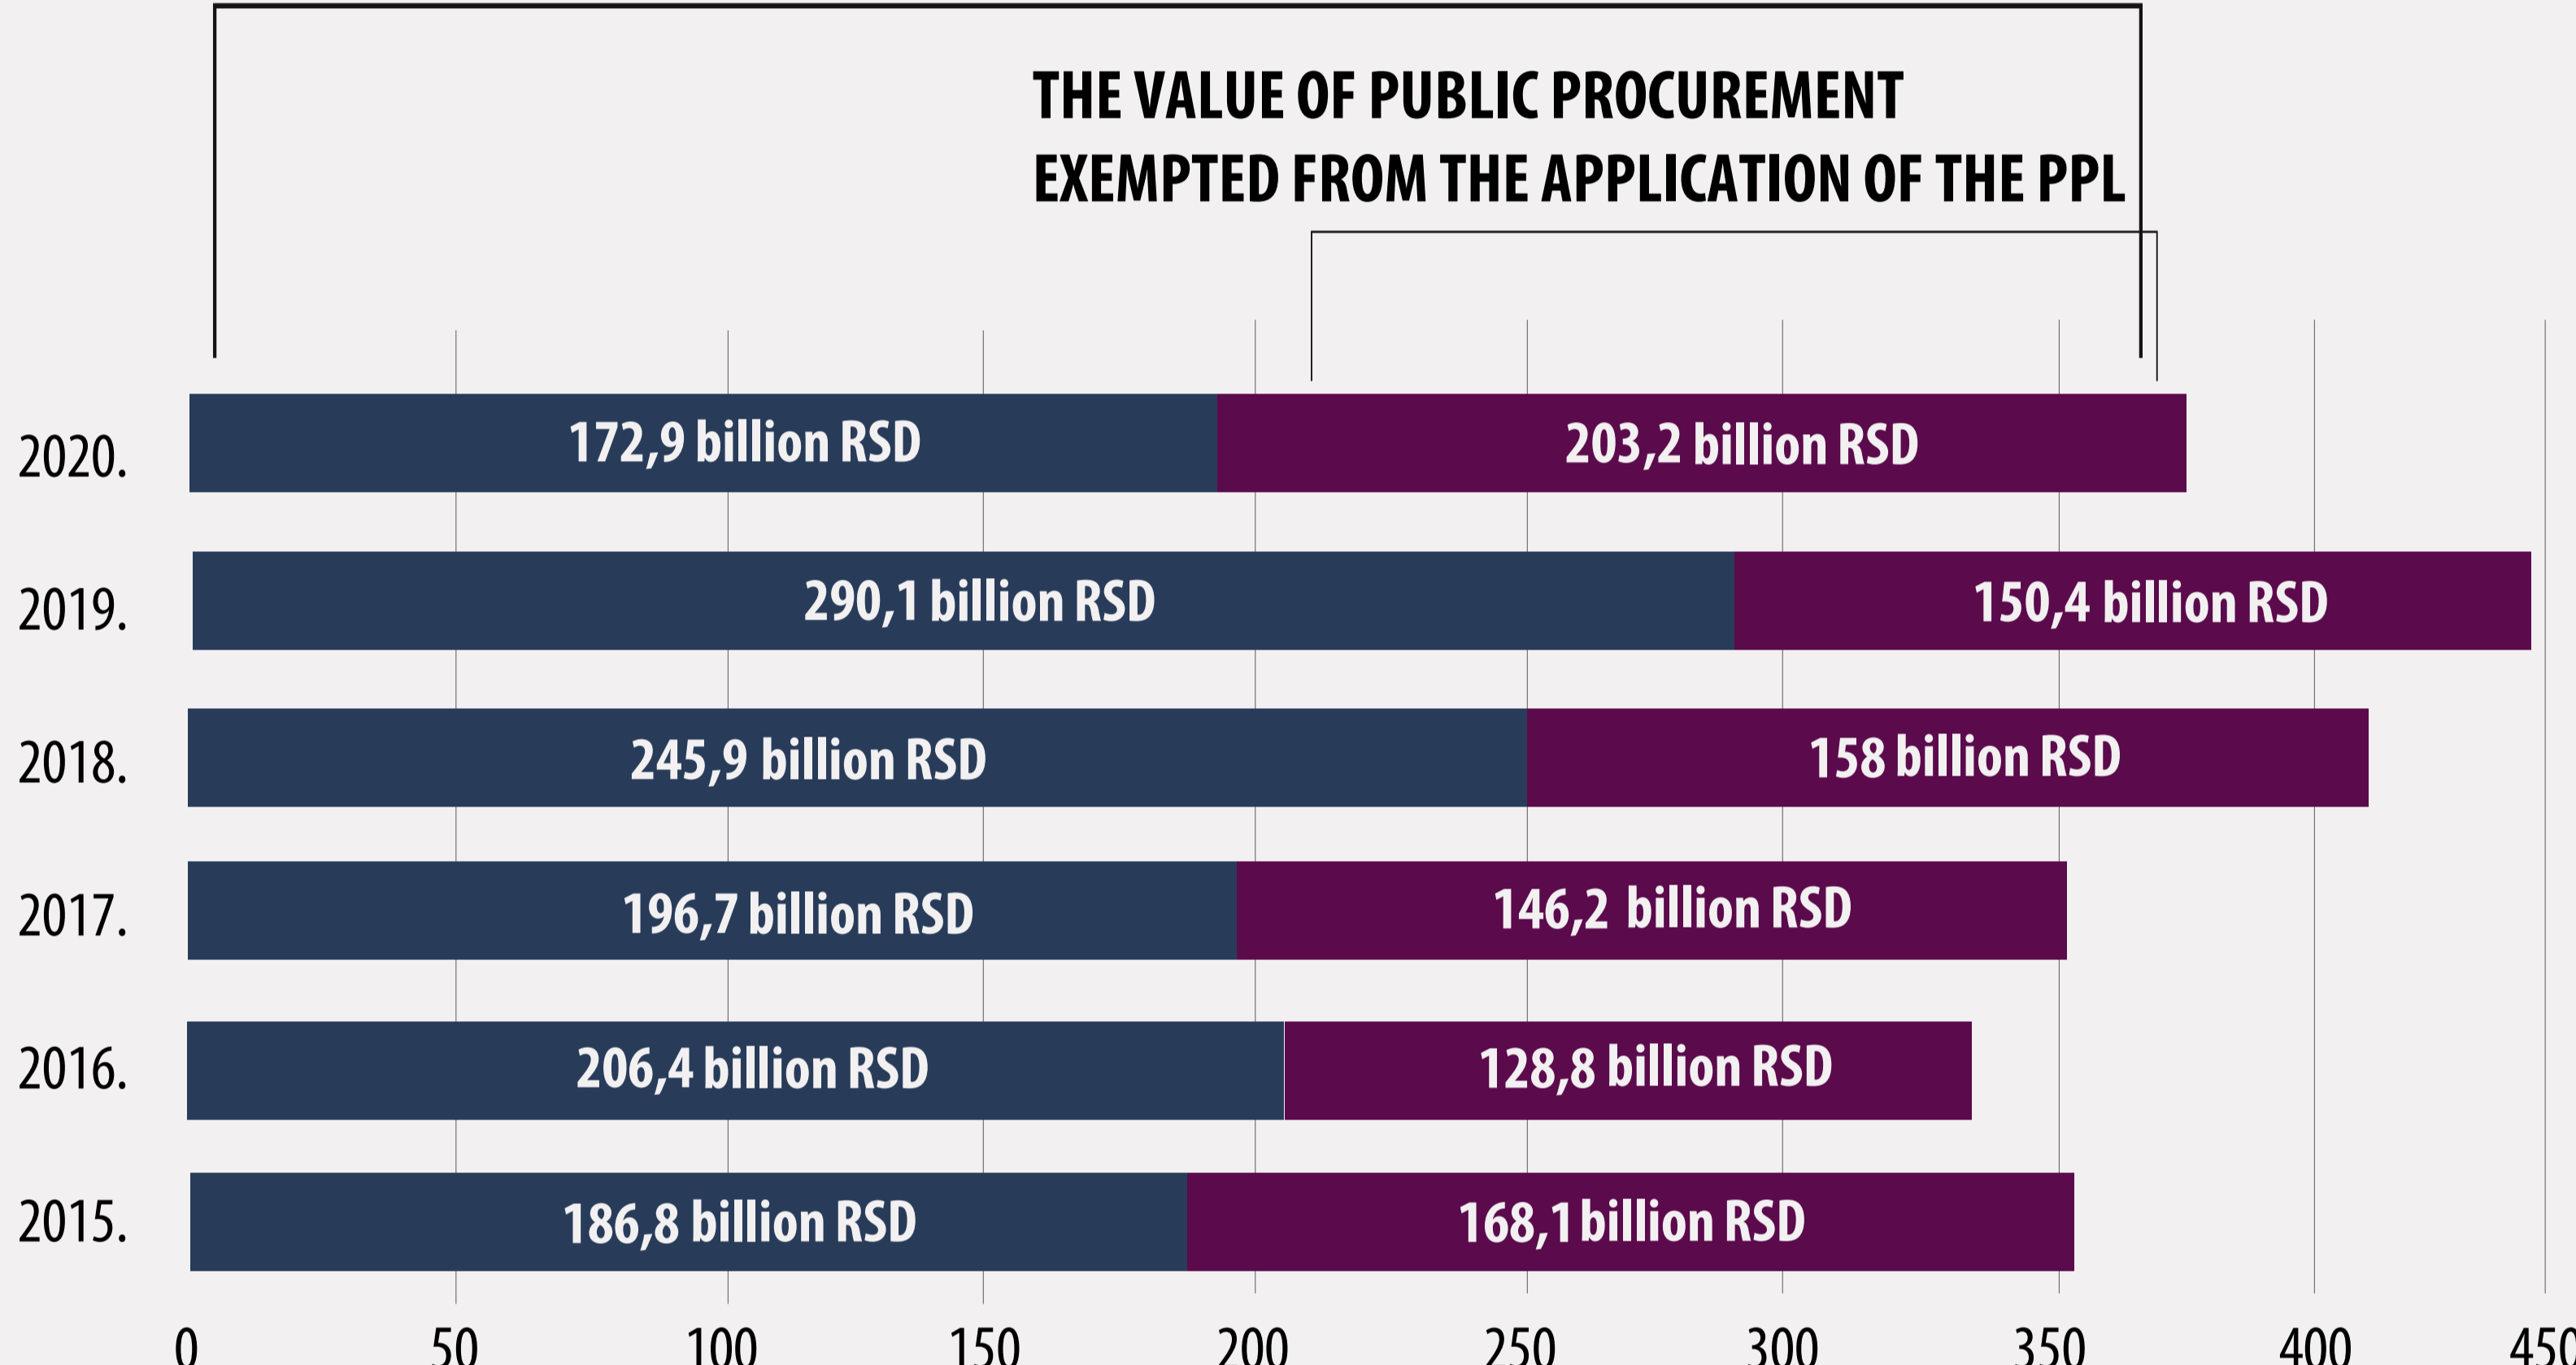 THE VALUE OF PUBLIC PROCUREMENT
EXEMPTED FROM THE APPLICATION OF THE PPL
2020. 172,9 billion RSD 203,2 billion RSD
2019. 290,1 billion RSD 150,4 billion RSD
2018. 245,9 billion RSD 158 billion RSD
2017. 196,7 billion RSD 146,2 billion RSD
2016. 206,4 billion RSD 128,8 billion RSD
2015. 186,8 billion RSD 168,1 billion RSD
0 50 100 150 200 250 300 350 400 450